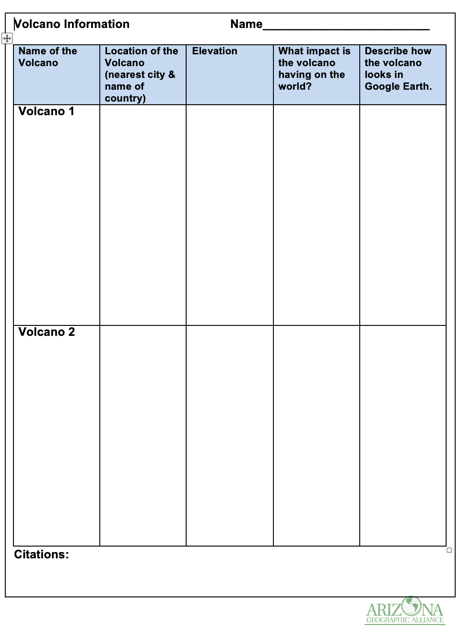 Volcano Information Name____________________________
Name of the
Volcano
Location of the
Volcano
(nearest city &
name of
country)
Elevation
What impact is
the volcano
having on the
world?
Describe how
the volcano
looks in
Google Earth.
Volcano 1
Volcano 2
Citations:
ARIZONA
GEOGRAPHIC ALLIANCE